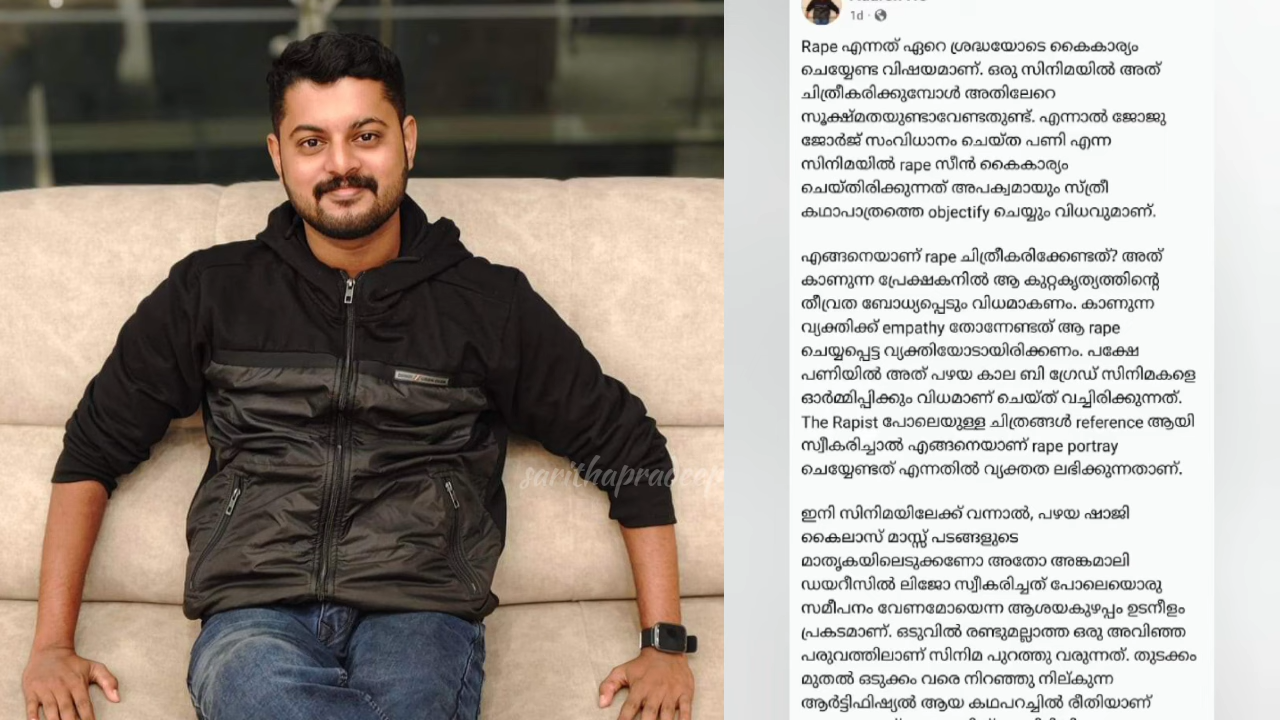 1d
Rape എന്നത് ഏറെ ശ്രദ്ധയോടെ കൈകാര്യം
ചെയ്യേണ്ട വിഷയമാണ്. ഒരു സിനിമയിൽ അത്
ചിത്രീകരിക്കുമ്പോൾ അതിലേറെ
സൂക്ഷ്മതയുണ്ടാവേണ്ടതുണ്ട്. എന്നാൽ ജോജു
ജോർജ് സംവിധാനം ചെയ്ത പണി എന്ന
സിനിമയിൽ rape സീൻ കൈകാര്യം
ചെയ്തിരിക്കുന്നത് അപക്വമായും സ്ത്രീ
കഥാപാത്രത്തെ objectify ചെയ്യും വിധവുമാണ്.
എങ്ങനെയാണ് rape ചിത്രീകരിക്കേണ്ടത്? അത്
കാണുന്ന പ്രേക്ഷകനിൽ ആ കുറ്റകൃത്യത്തിന്റെ
തീവ്രത ബോധ്യപ്പെടും വിധമാകണം. കാണുന്ന
വ്യക്തിക്ക് empathy തോന്നേണ്ടത് ആ rape
ചെയ്യപ്പെട്ട വ്യക്തിയോടായിരിക്കണം. പക്ഷേ
പണിയിൽ അത് പഴയ കാല ബി ഗ്രേഡ് സിനിമകളെ
ഓർമ്മിപ്പിക്കും വിധമാണ് ചെയ്ത് വച്ചിരിക്കുന്നത്.
The Rapist പോലെയുള്ള ചിത്രങ്ങൾ reference ആയി
സ്വീകരിച്ചാൽ എങ്ങനെയാണ് rape portray
ചെയ്യേണ്ടത് എന്നതിൽ വ്യക്തത ലഭിക്കുന്നതാണ്.
ഇനി സിനിമയിലേക്ക് വന്നാൽ, പഴയ ഷാജി
കൈലാസ് മാസ്സ് പടങ്ങളുടെ
മാതൃകയിലെടുക്കണോ അതോ അങ്കമാലി
ഡയറീസിൽ ലിജോ സ്വീകരിച്ചത് പോലെയൊരു
സമീപനം വേണമോയെന്ന ആശയകുഴപ്പം ഉടനീളം
പ്രകടമാണ്. ഒടുവിൽ രണ്ടുമല്ലാത്ത ഒരു അവിഞ്ഞ
പരുവത്തിലാണ് സിനിമ പുറത്തു വരുന്നത്. തുടക്കം
മുതൽ ഒടുക്കം വരെ നിറഞ്ഞു നില്കുന്ന
ആർട്ടിഫിഷ്യൽ ആയ കഥപറച്ചിൽ രീതിയാണ്
sarithapradeep